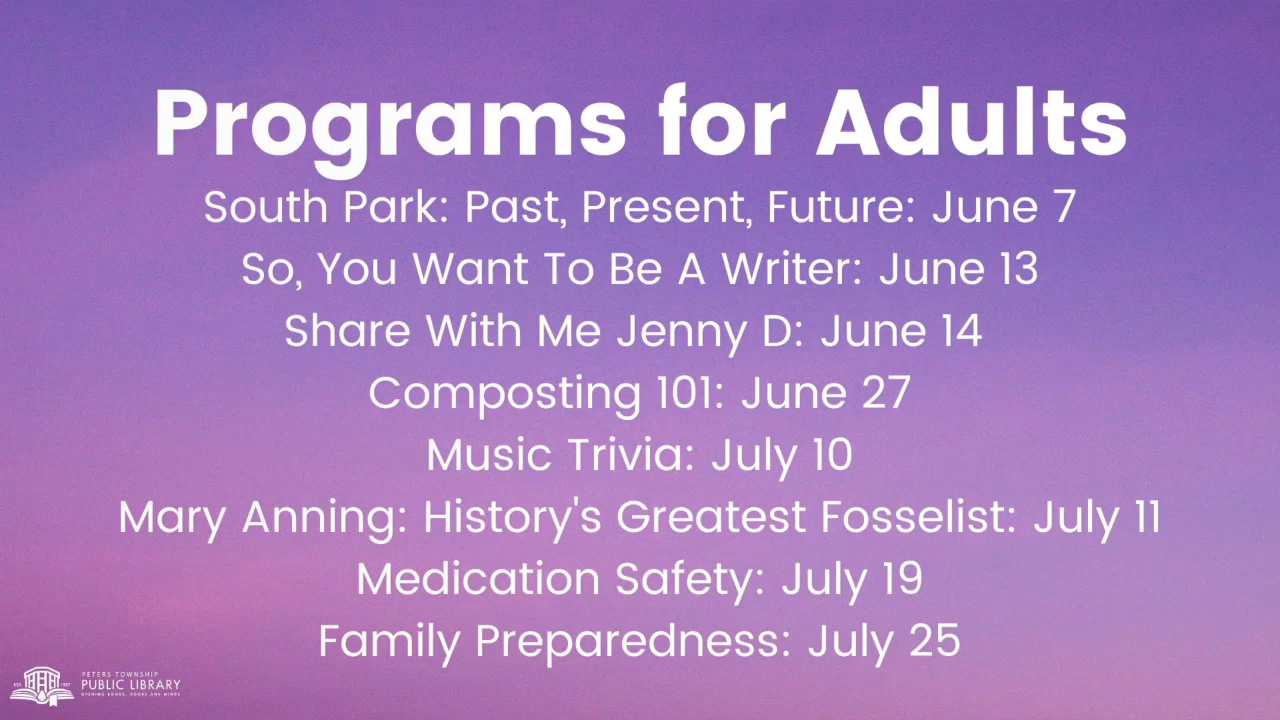 Programs for Adults
South Park: Past, Present, Future: June 7
So, You Want To Be A Writer: June 13
Share With Me Jenny D: June 14
Composting 101: June 27
Music Trivia: July 10
Mary Anning: History's Greatest Fosselist: July 11
Medication Safety: July 19
Family Preparedness: July 25
PETERS TOWNSHIP
PUBLIC LIBRARY